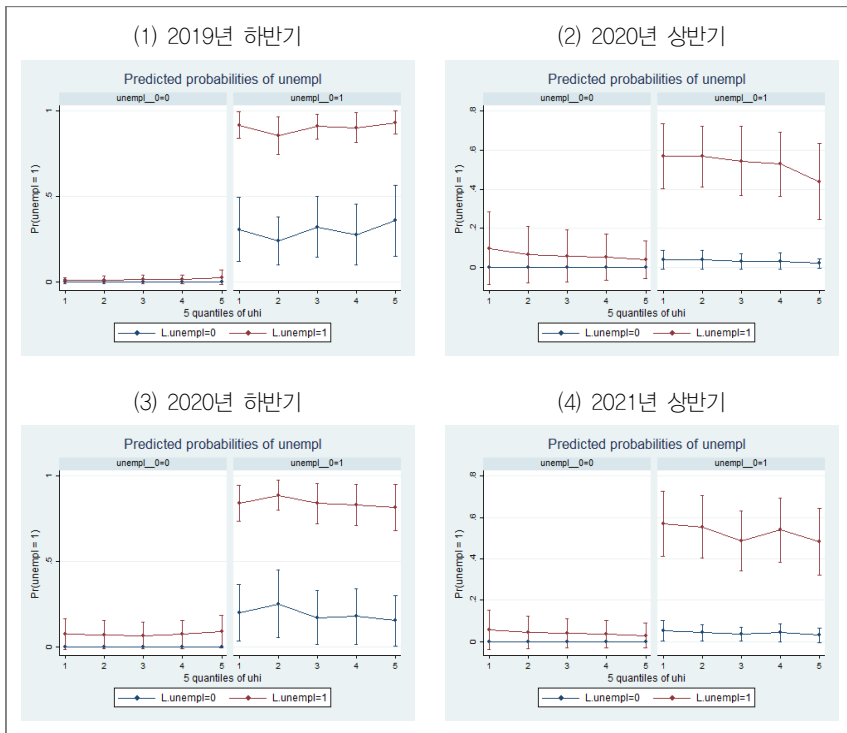 (1) 2019년 하반기
Predicted probabilities of unempl
unempl__0=0 unempl__0=1
Pr(unempl = 1)
0 .5 1
1 2 3 4 5 1 2 3 4 5
5 quantiles of uhi
L.unempl=0 L.unempl=1
(2) 2020년 상반기
Predicted probabilities of unempl
unempl__0=0 unempl__0=1
Pr(unempl = 1)
0 .2 .4 .6 .8
1 2 3 4 5 1 2 3 4 5
5 quantiles of uhi
L.unempl=0 L.unempl=1
(3) 2020년 하반기
Predicted probabilities of unempl
unempl__0=0 unempl__0=1
Pr(unempl = 1)
0 .5 1
1 2 3 4 5 1 2 3 4 5
5 quantiles of uhi
L.unempl=0 L.unempl=1
(4) 2021년 상반기
Predicted probabilities of unempl
unempl__0=0 unempl__0=1
Pr(unempl = 1)
0 .2 .4 .6 .8
1 2 3 4 5 1 2 3 4 5
5 quantiles of uhi
L.unempl=0 L.unempl=1